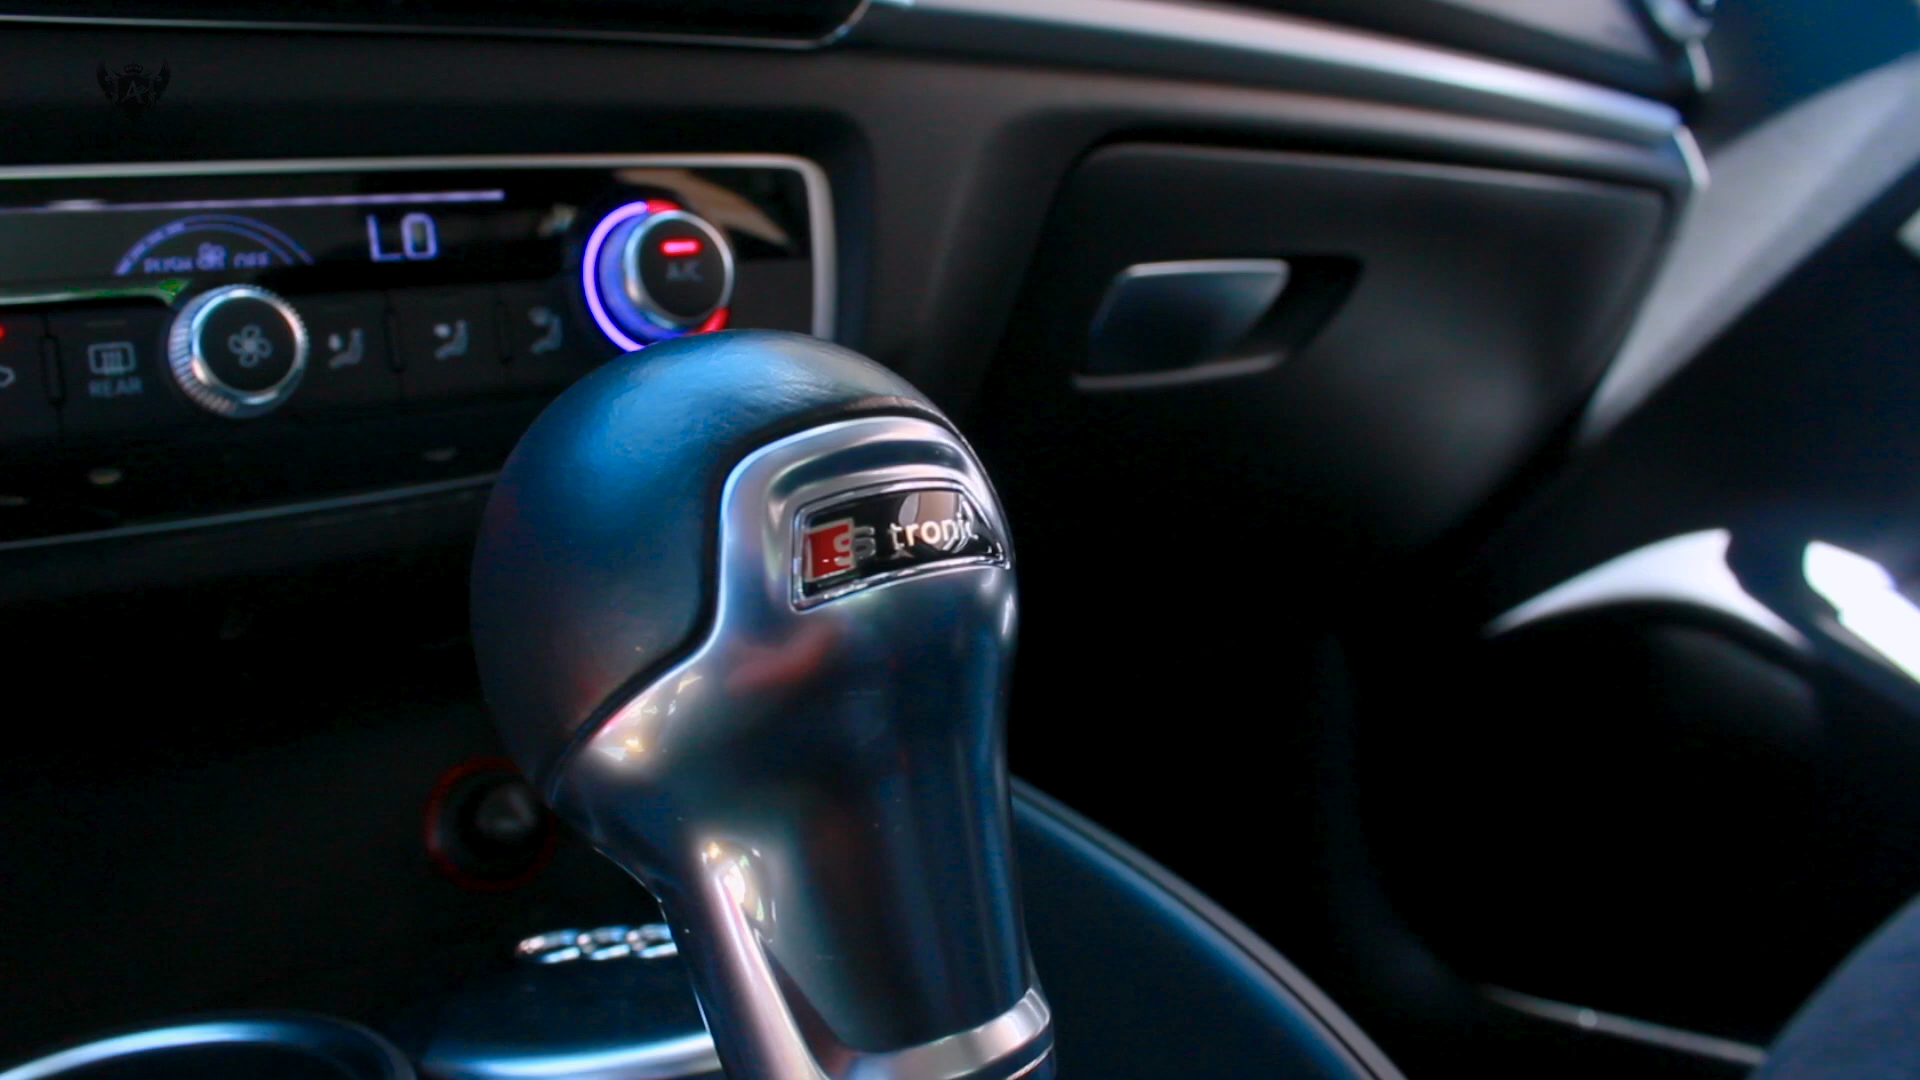 LO
PUSH OFF
A/C
REAR
S tronic